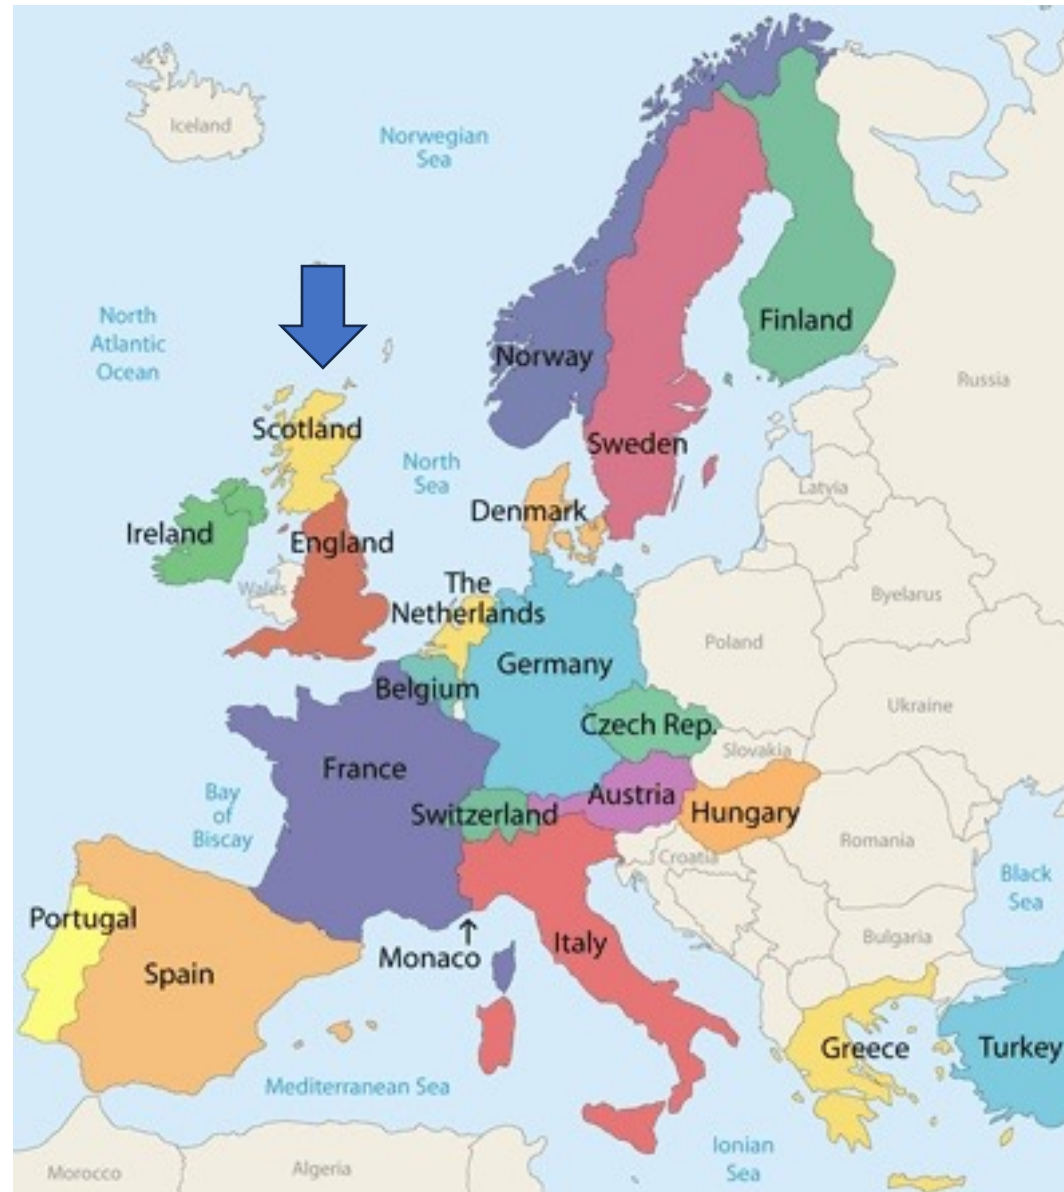 Iceland
Norwegian
Sea
North
Atlantic
Ocean
Finland
Norway
Russia
Scotland
Sweden
North
Sea
Latvia
Denmark
Ireland
England
The
Netherlands
Wales
Byelarus
Poland
Germany
Belgium
Ukraine
Czech Rep.
Slovakia
France
Austria
Bay
of
Biscay
Switzerland
Hungary
Romania
Croatia
Black
Sea
Portugal
Bulgaria
Italy
Monaco
Spain
Greece
Turkey
Mediterranean Sea
Ionian
Sea
Morocco
Algeria